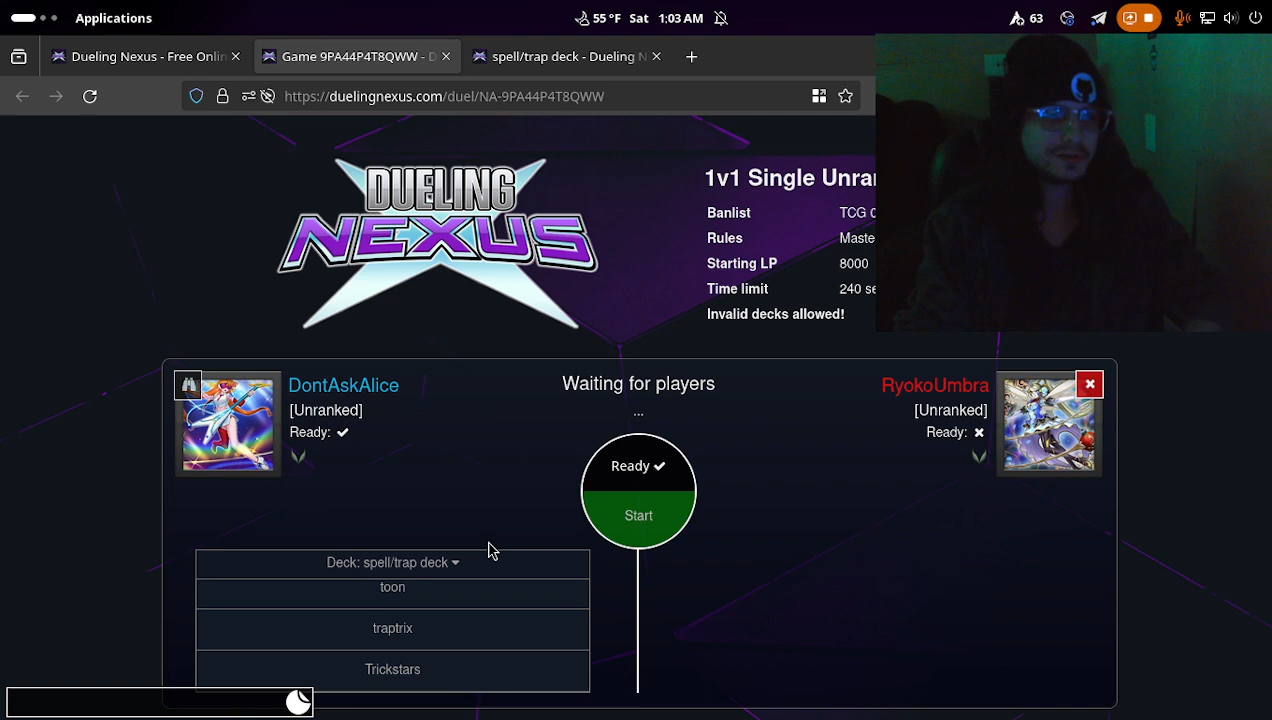 Applications
55 °F Sat 1:03 AM
63
Dueling Nexus - Free Onlin
Game 9PA44P4T8QWW - D
spell/trap deck - Dueling N
https://duelingnexus.com/duel/NA-9PA44P4T8QWW
DUELING
NEXUS
1v1 Single Unra
Banlist TCG
Rules Maste
Starting LP 8000
Time limit 240 se
Invalid decks allowed!
DontAskAlice
[Unranked]
Ready:
Waiting for players
...
RyokoUmbra
[Unranked]
Ready:
Ready
Start
Deck: spell/trap deck
toon
traptrix
Trickstars